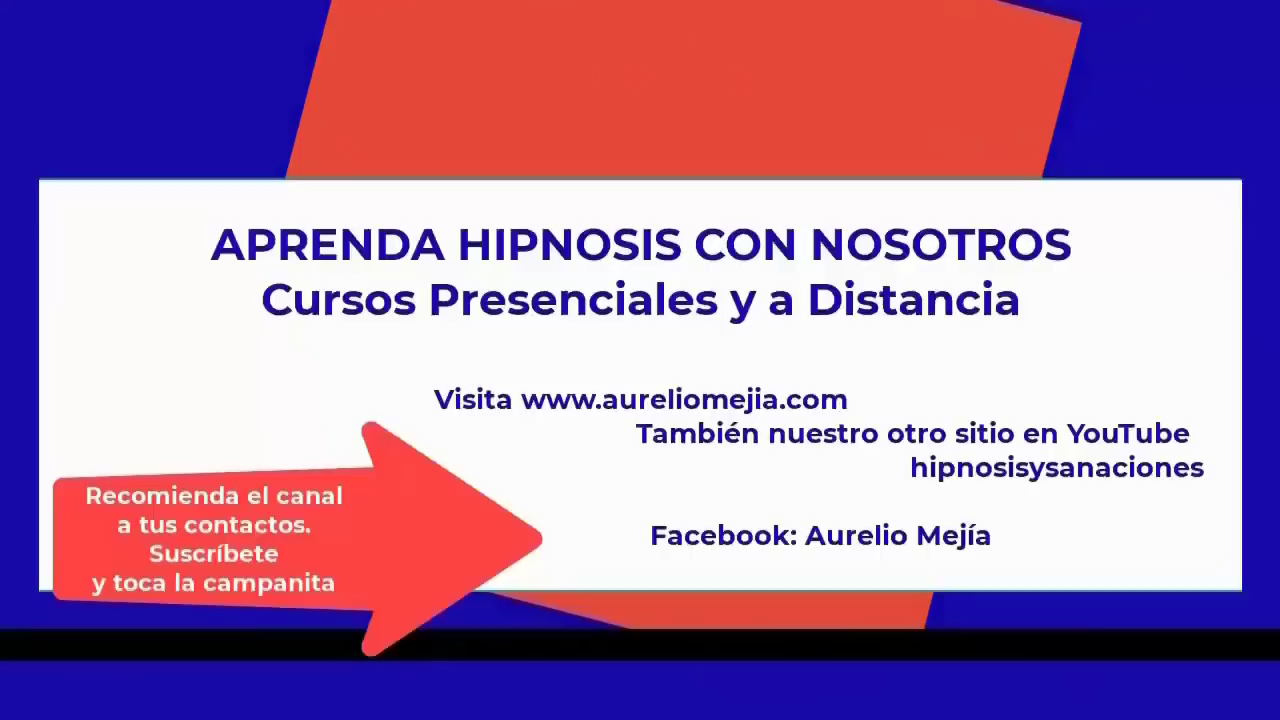 APRENDA HIPNOSIS CON NOSOTROS
Cursos Presenciales y a Distancia
Visita www.aureliomejia.com
También nuestro otro sitio en YouTube
hipnosisysanaciones
Facebook: Aurelio Mejía
Recomienda el canal
a tus contactos.
Suscríbete
y toca la campanita